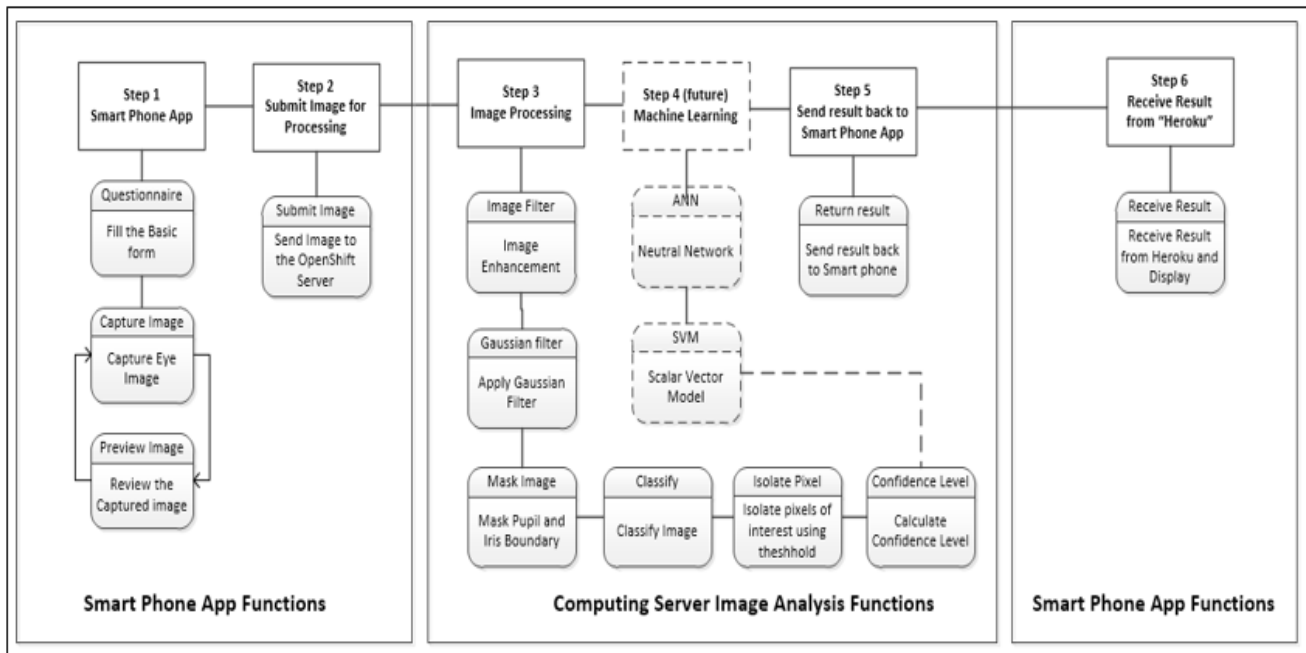 Step 1
Smart Phone App
Questionnaire
Fill the Basic
form
Capture Image
Capture Eye
Image
Preview Image
Review the
Captured image
Step 2
Submit Image for
Processing
Submit Image
Send Image to
the OpenShift
Server
Smart Phone App Functions
Step 3
Image Processing
Image Filter
Image
Enhancement
Gaussian filter
Apply Gaussian
Filter
Mask Image
Mask Pupil and
Iris Boundary
Classify
Classify Image
Isolate Pixel
Isolate pixels of
interest using
theshhold
Confidence Level
Calculate
Confidence Level
Step 4 (future)
Machine Learning
ANN
Neutral Network
SVM
Scalar Vector
Model
Step 5
Send result back to
Smart Phone App
Return result
Send result back
to Smart phone
Computing Server Image Analysis Functions
Step 6
Receive Result
from "Heroku"
Receive Result
Receive Result
from Heroku and
Display
Smart Phone App Functions